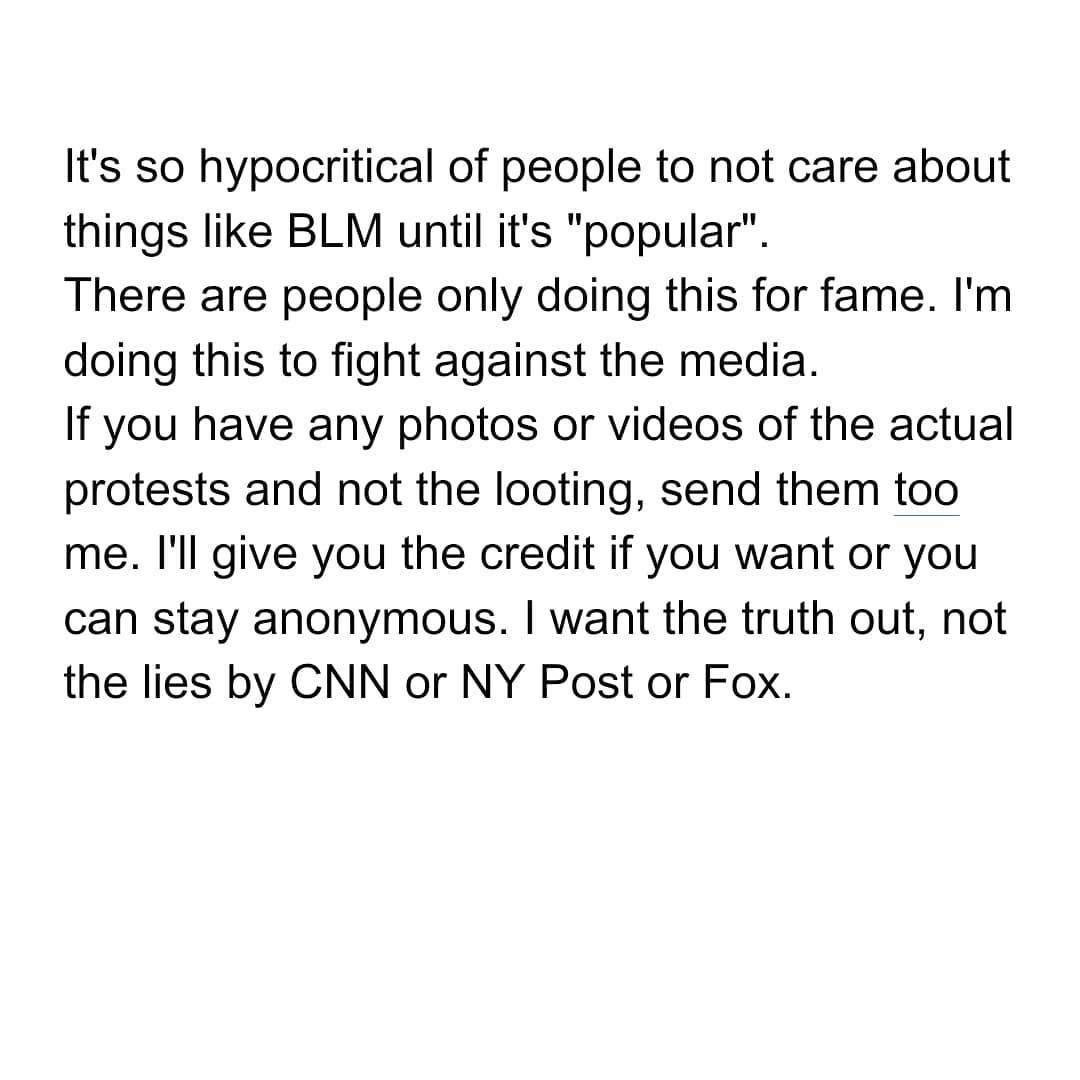 It's so hypocritical of people to not care about
things like BLM until it's "popular".
There are people only doing this for fame. I'm
doing this to fight against the media.
If you have any photos or videos of the actual
protests and not the looting, send them too
me. I'll give you the credit if you want or you
can stay anonymous. I want the truth out, not
the lies by CNN or NY Post or Fox.